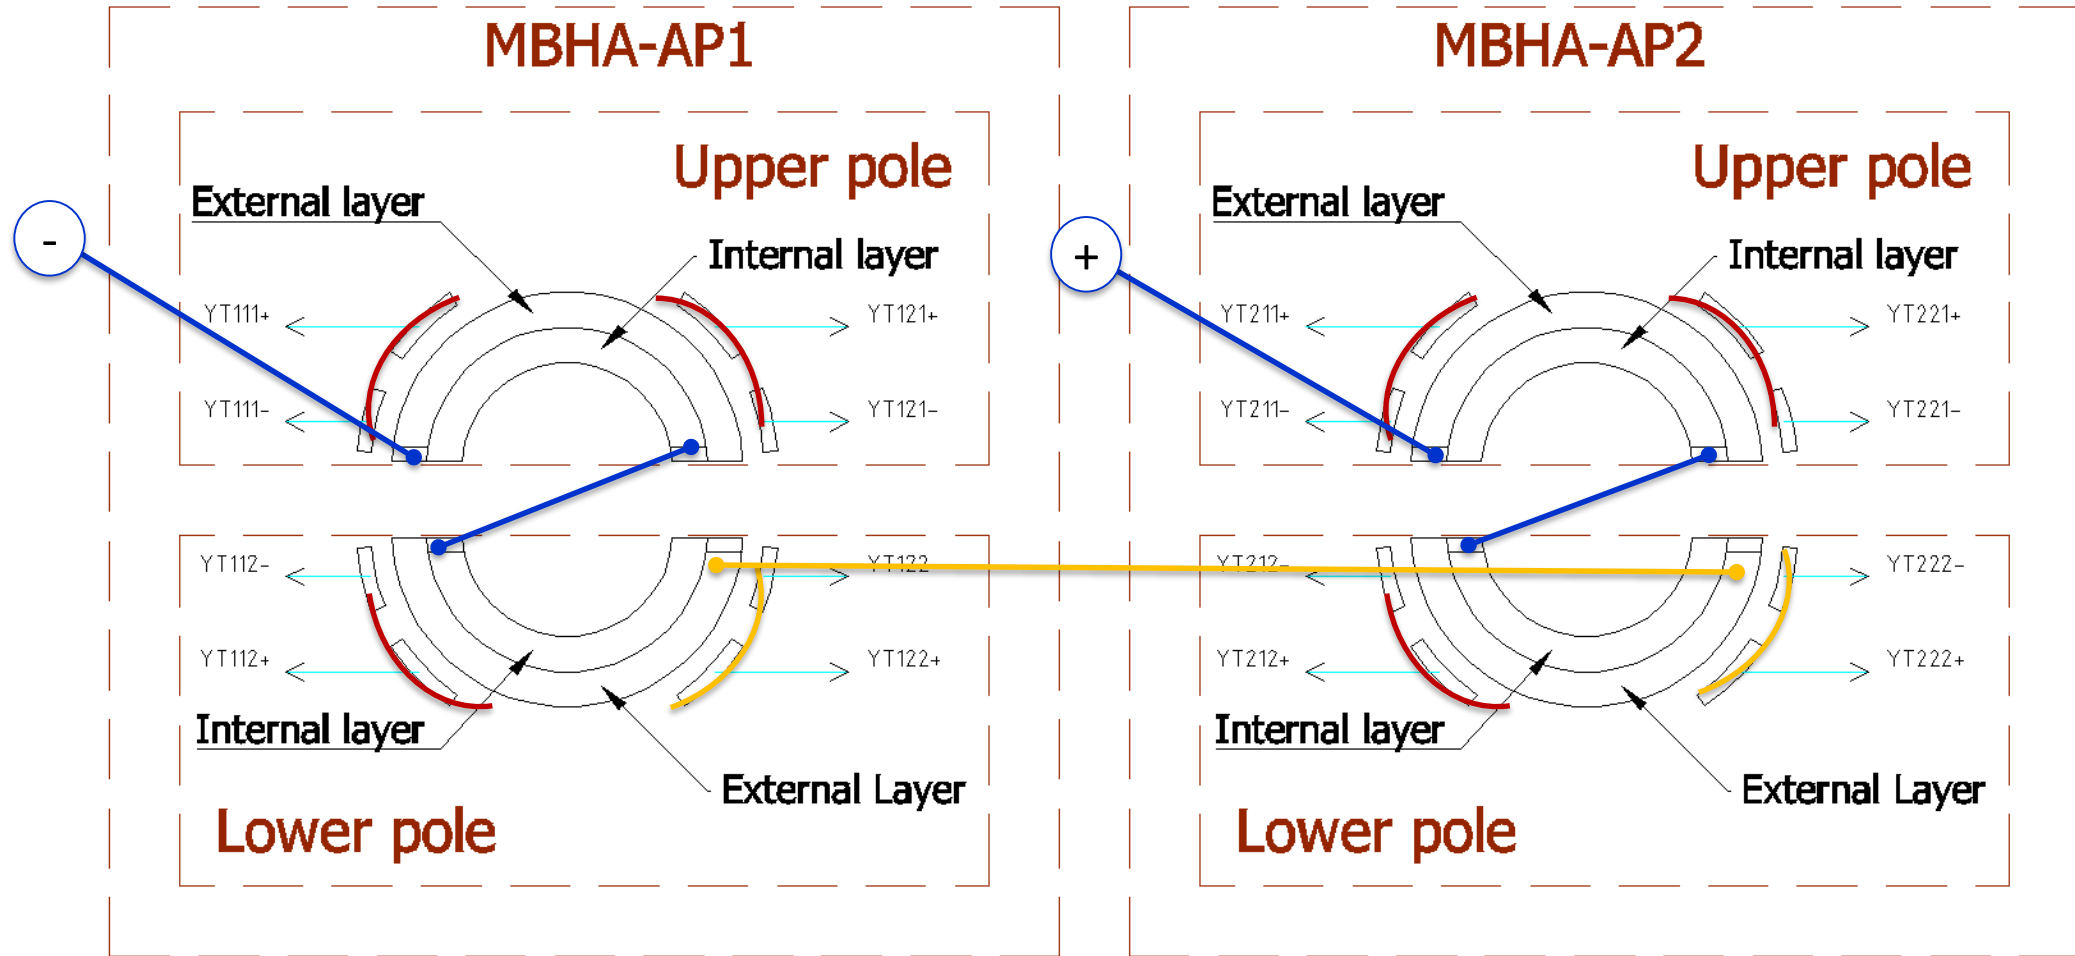 MBHA-AP1
MBHA-AP2
Upper pole
Upper pole
External layer
External layer
-
+
Internal layer
Internal layer
YT111+
YT121+
YT211+
YT221+
YT111-
YT121-
YT211-
YT221-
YT112-
YT122
YT212-
YT222-
YT112+
YT122+
YT212+
YT222+
Internal layer
Internal layer
External Layer
External Layer
Lower pole
Lower pole